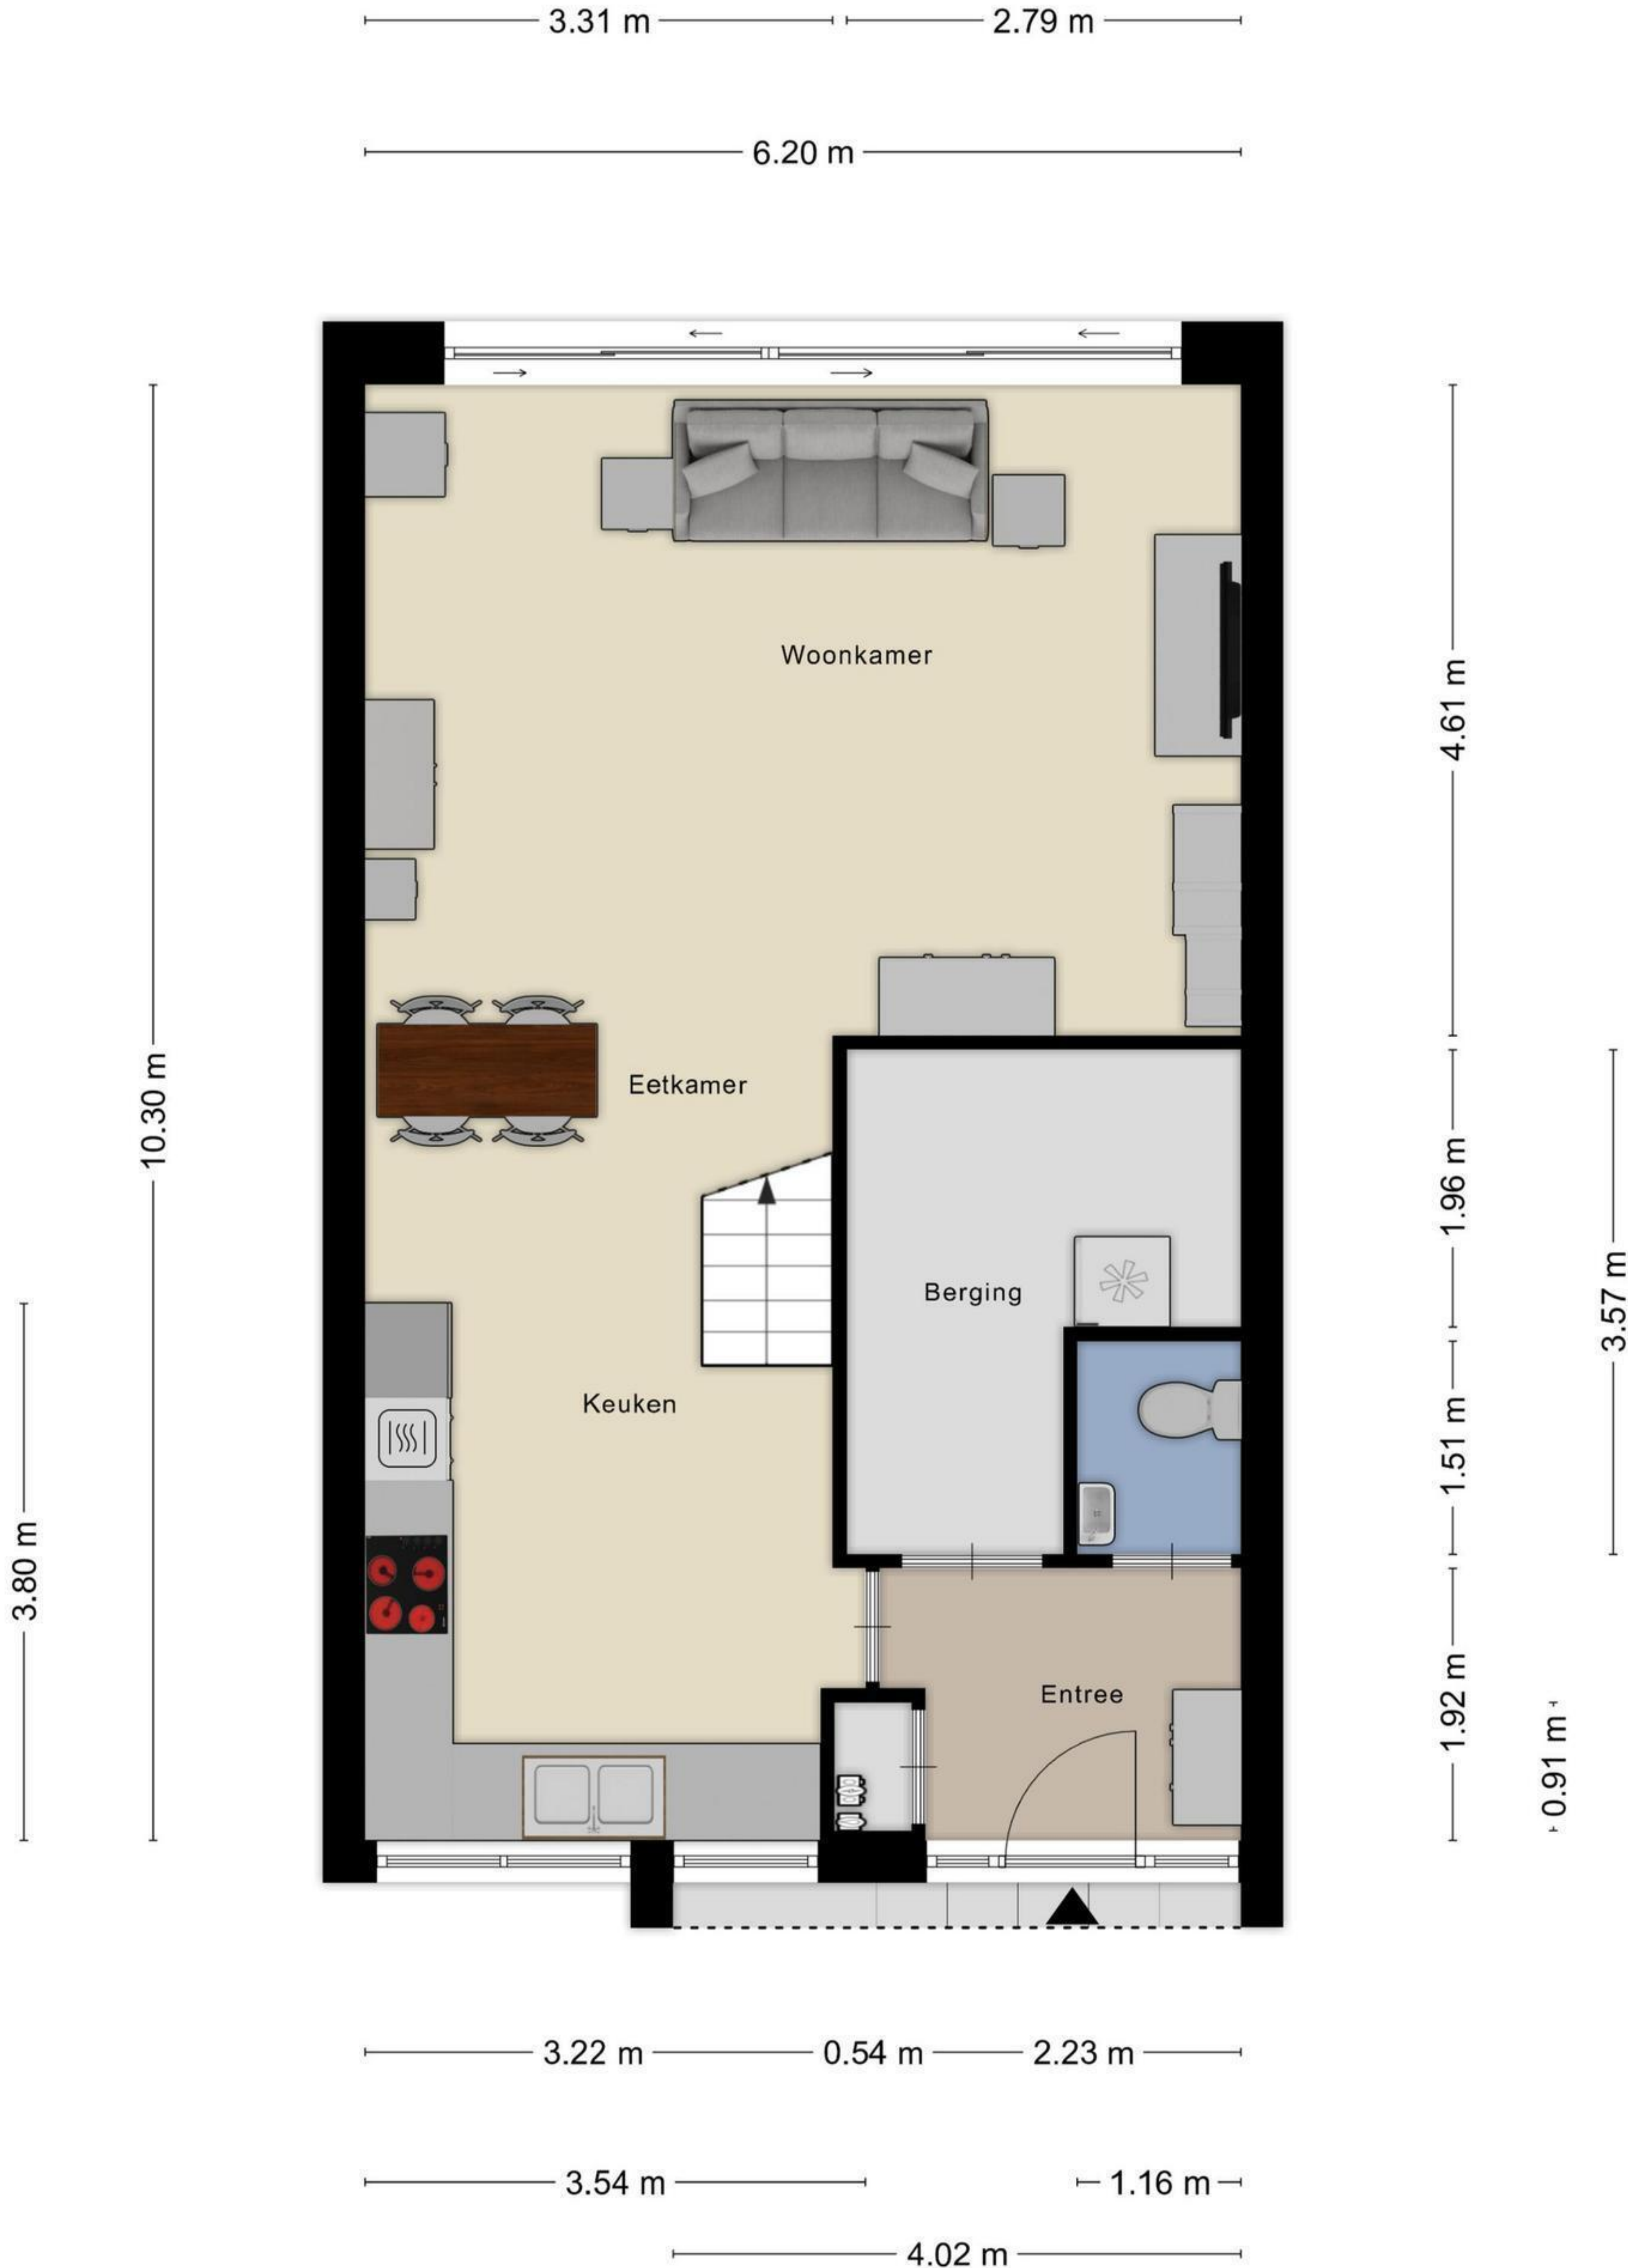 3.31 m 2.79 m
6.20 m
Woonkamer
4.61 m
10.30 m
Eetkamer
1.96 m
Berging
3.57 m
Keuken
1.51 m
3.80 m
Entree
1.92 m
0.91 m
3.22 m 0.54 m 2.23 m
3.54 m 1.16 m
4.02 m